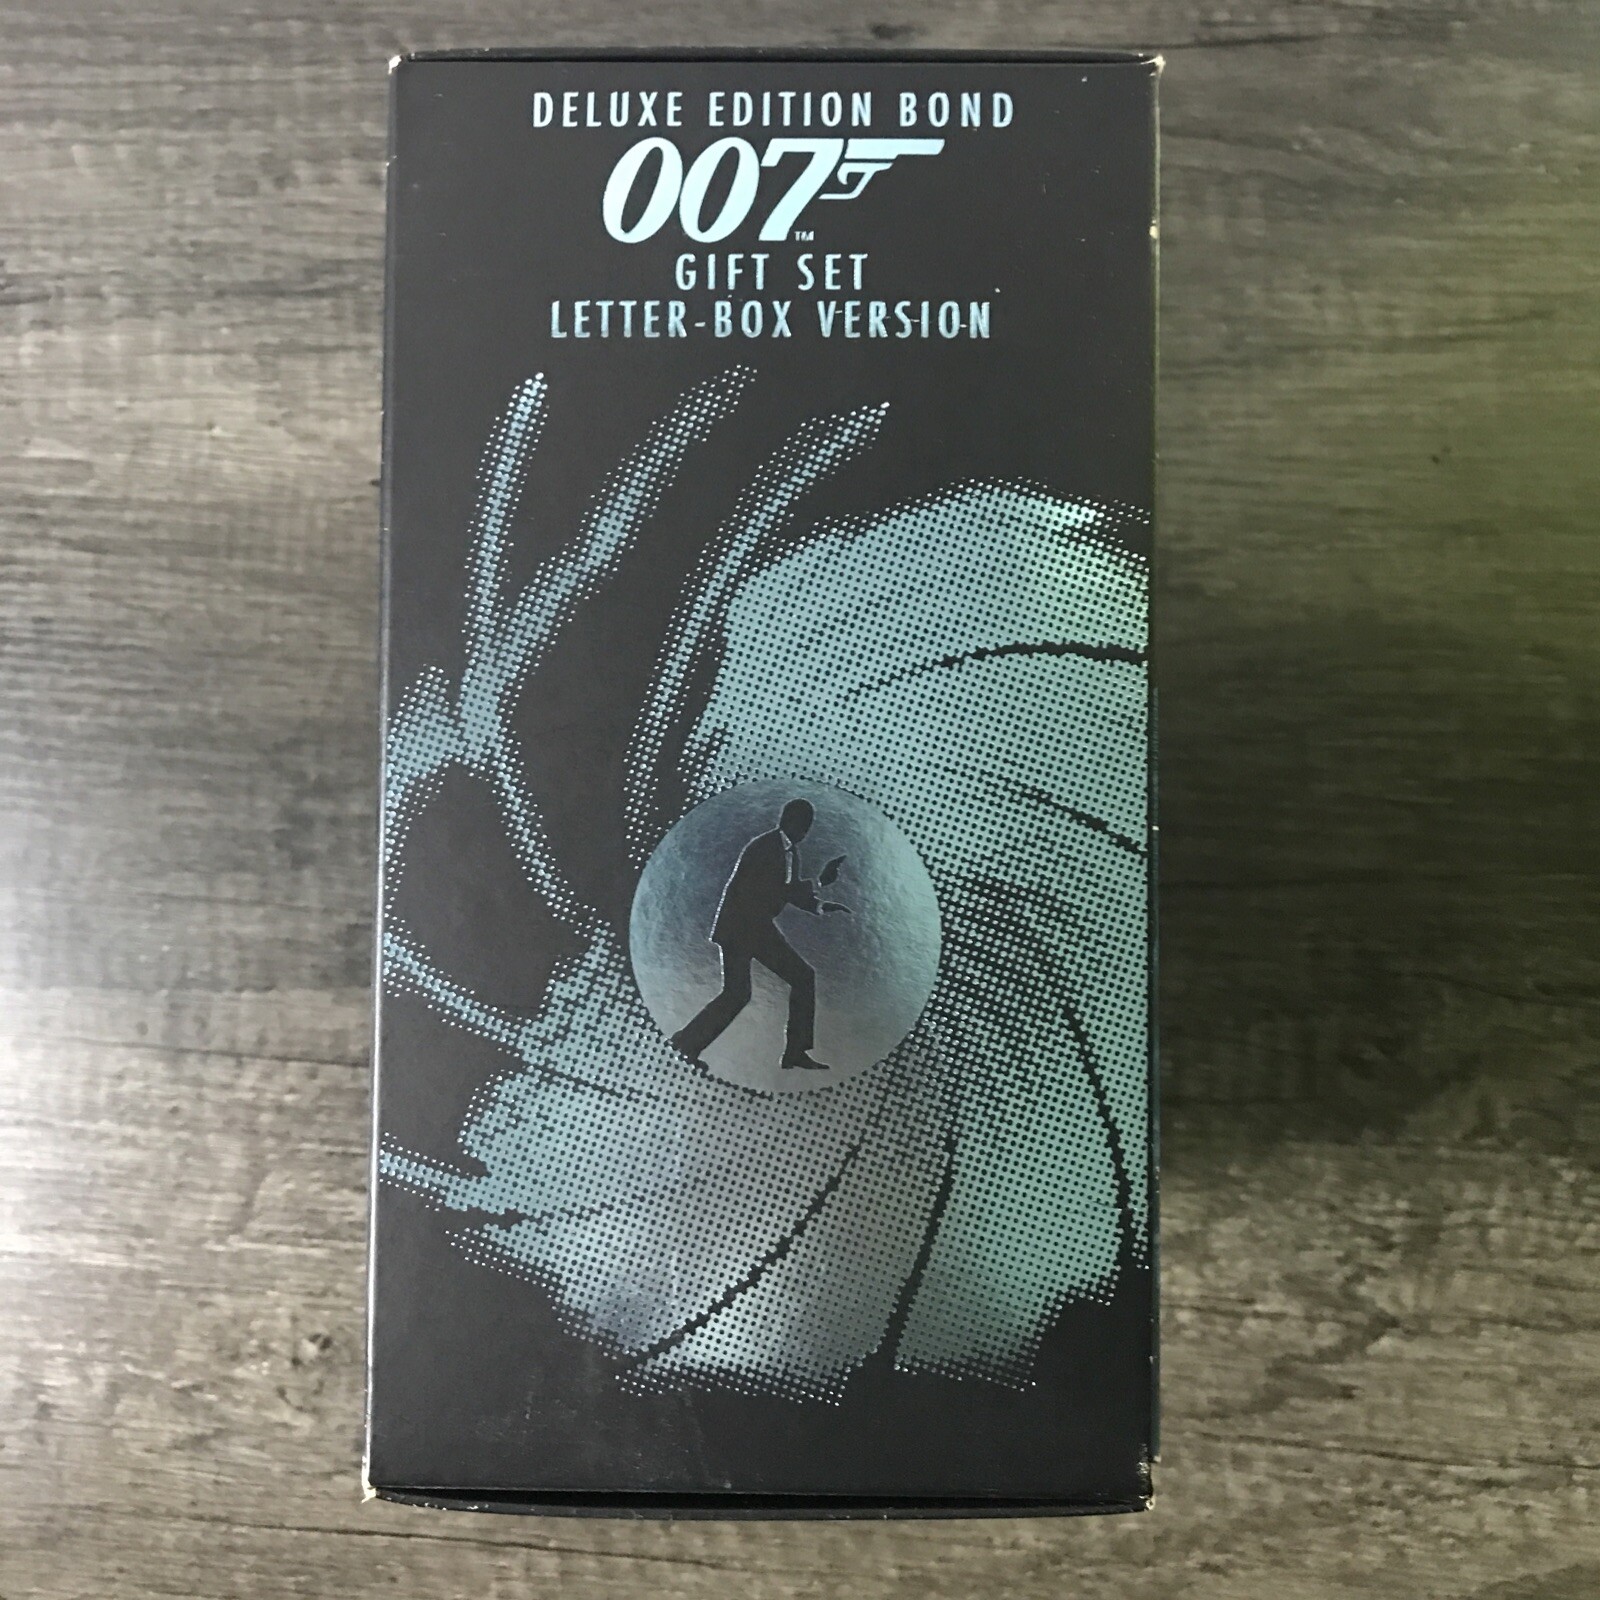 DELUXE EDITION BOND
007
TM
GIFT SET
LETTER-BOX VERSION